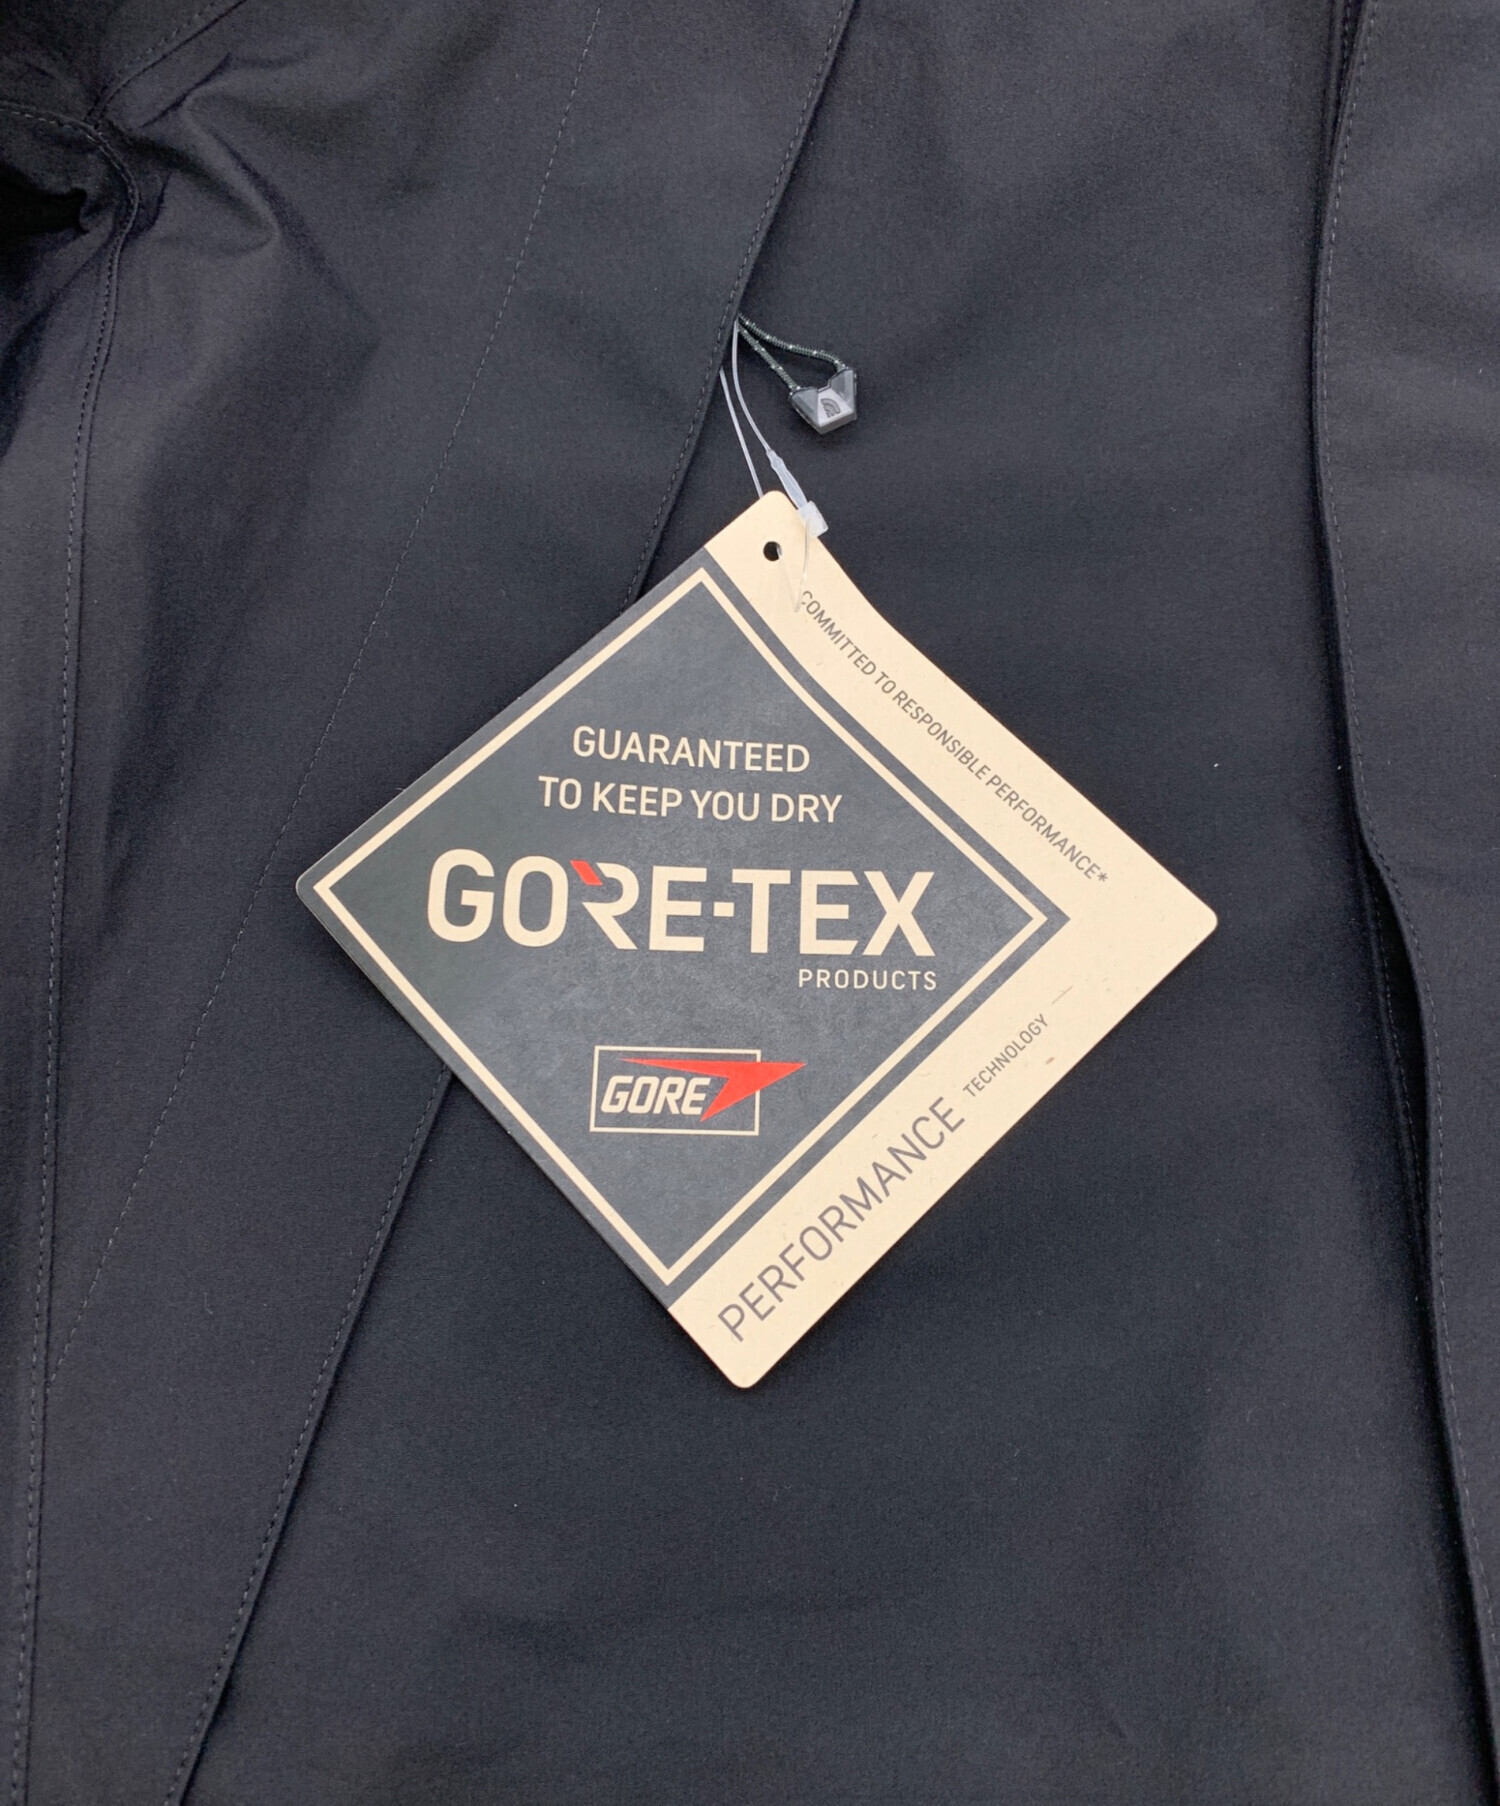 COMMITTED TO RESPONSIBLE PERFORMANCE*
GUARANTEED
TO KEEP YOU DRY
GORE-TEX
PRODUCTS
GORE
PERFORMANCE TECHNOLOGY